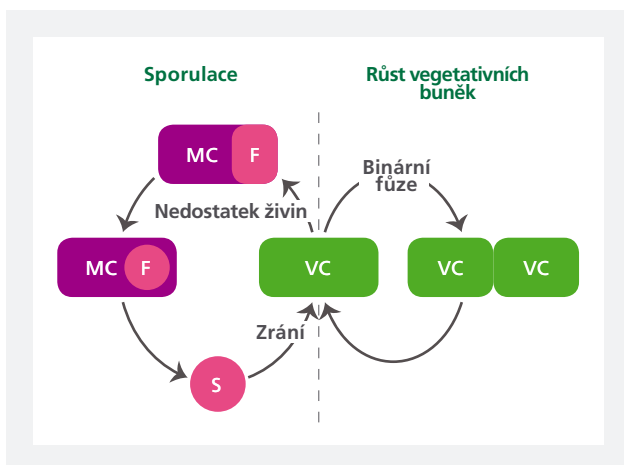 Sporulace
Růst vegetativních
buněk
MC F
Binární
fůze
Nedostatek živin
MC F
VC
VC VC
Zrání
S